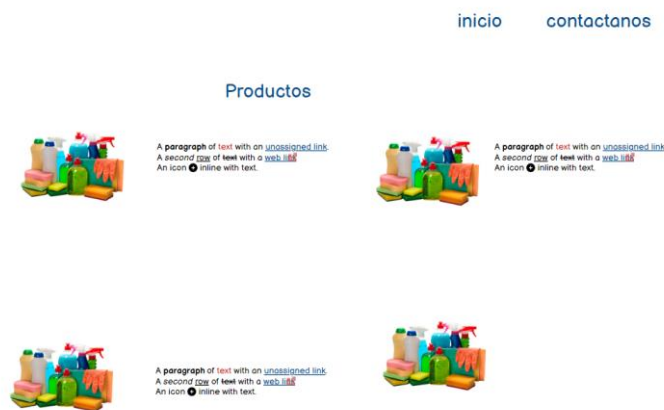 inicio contactanos
Productos
A paragraph of text with an unassigned link.
A second row of text with a web link
An icon inline with text.
A paragraph of text with an unassigned link
A second row of text with a web link
An icon inline with text.
A paragraph of text with an unassigned link.
A second row of text with a web link
An icon inline with text.